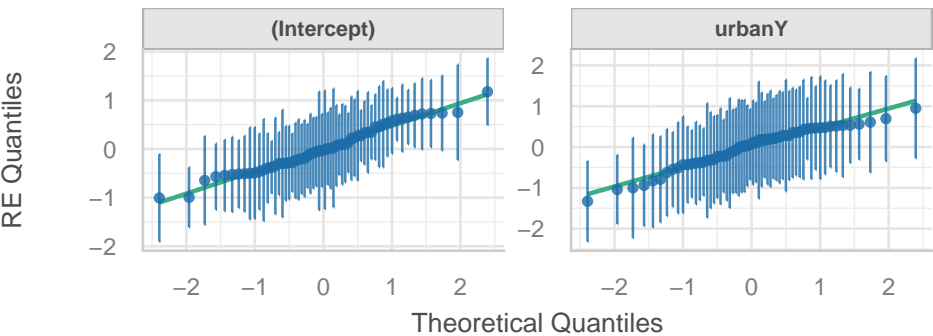 (Intercept)
urbanY
RE Quantiles
2
1
0
−1
−2
2
1
0
−1
−2
−2 −1 0 1 2
−2 −1 0 1 2
Theoretical Quantiles